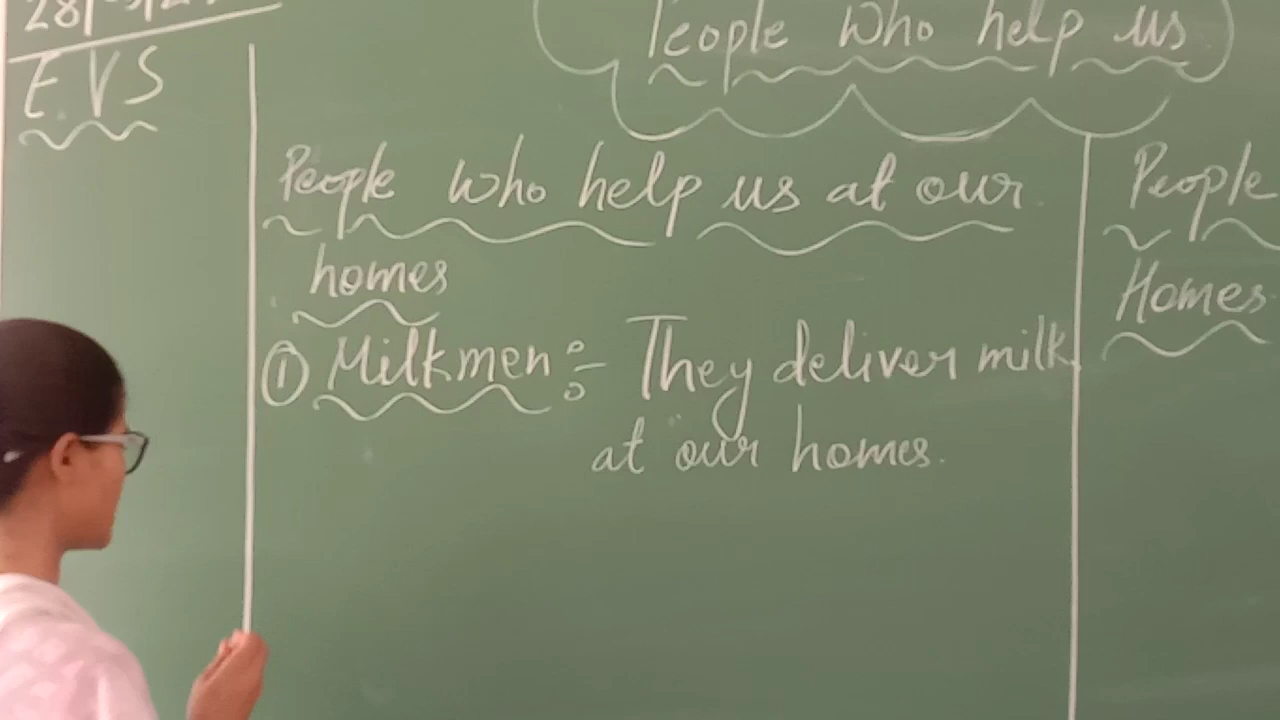 EVS
People who help us
People who help us at our
homes
① Milkmen :- They deliver milk
at our homes.
People
Homes